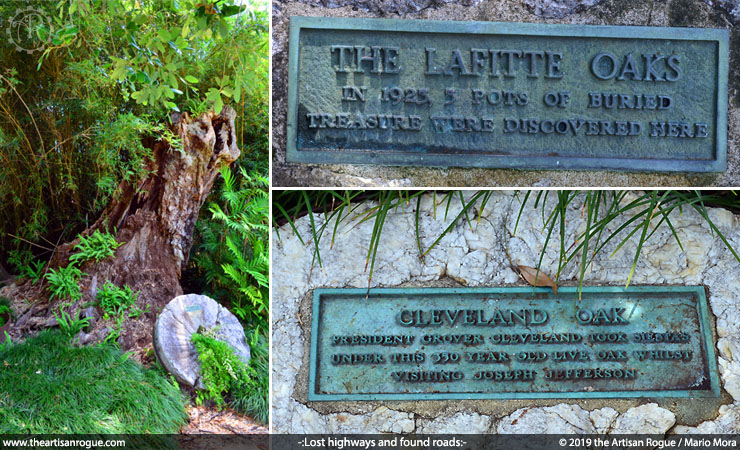 THE LAFITTE OAKS
IN 1923, 3 POTS OF BURIED
TREASURE WERE DISCOVERED HERE
CLEVELAND OAK
PRESIDENT GROVER CLEVELAND TOOK SIESTAS
UNDER THIS 350 YEAR OLD LIVE OAK WHILST
VISITING JOSEPH JEFFERSON
www.theartisanrogue.com
-:Lost highways and found roads:-
© 2019 the Artisan Rogue / Mario Mora